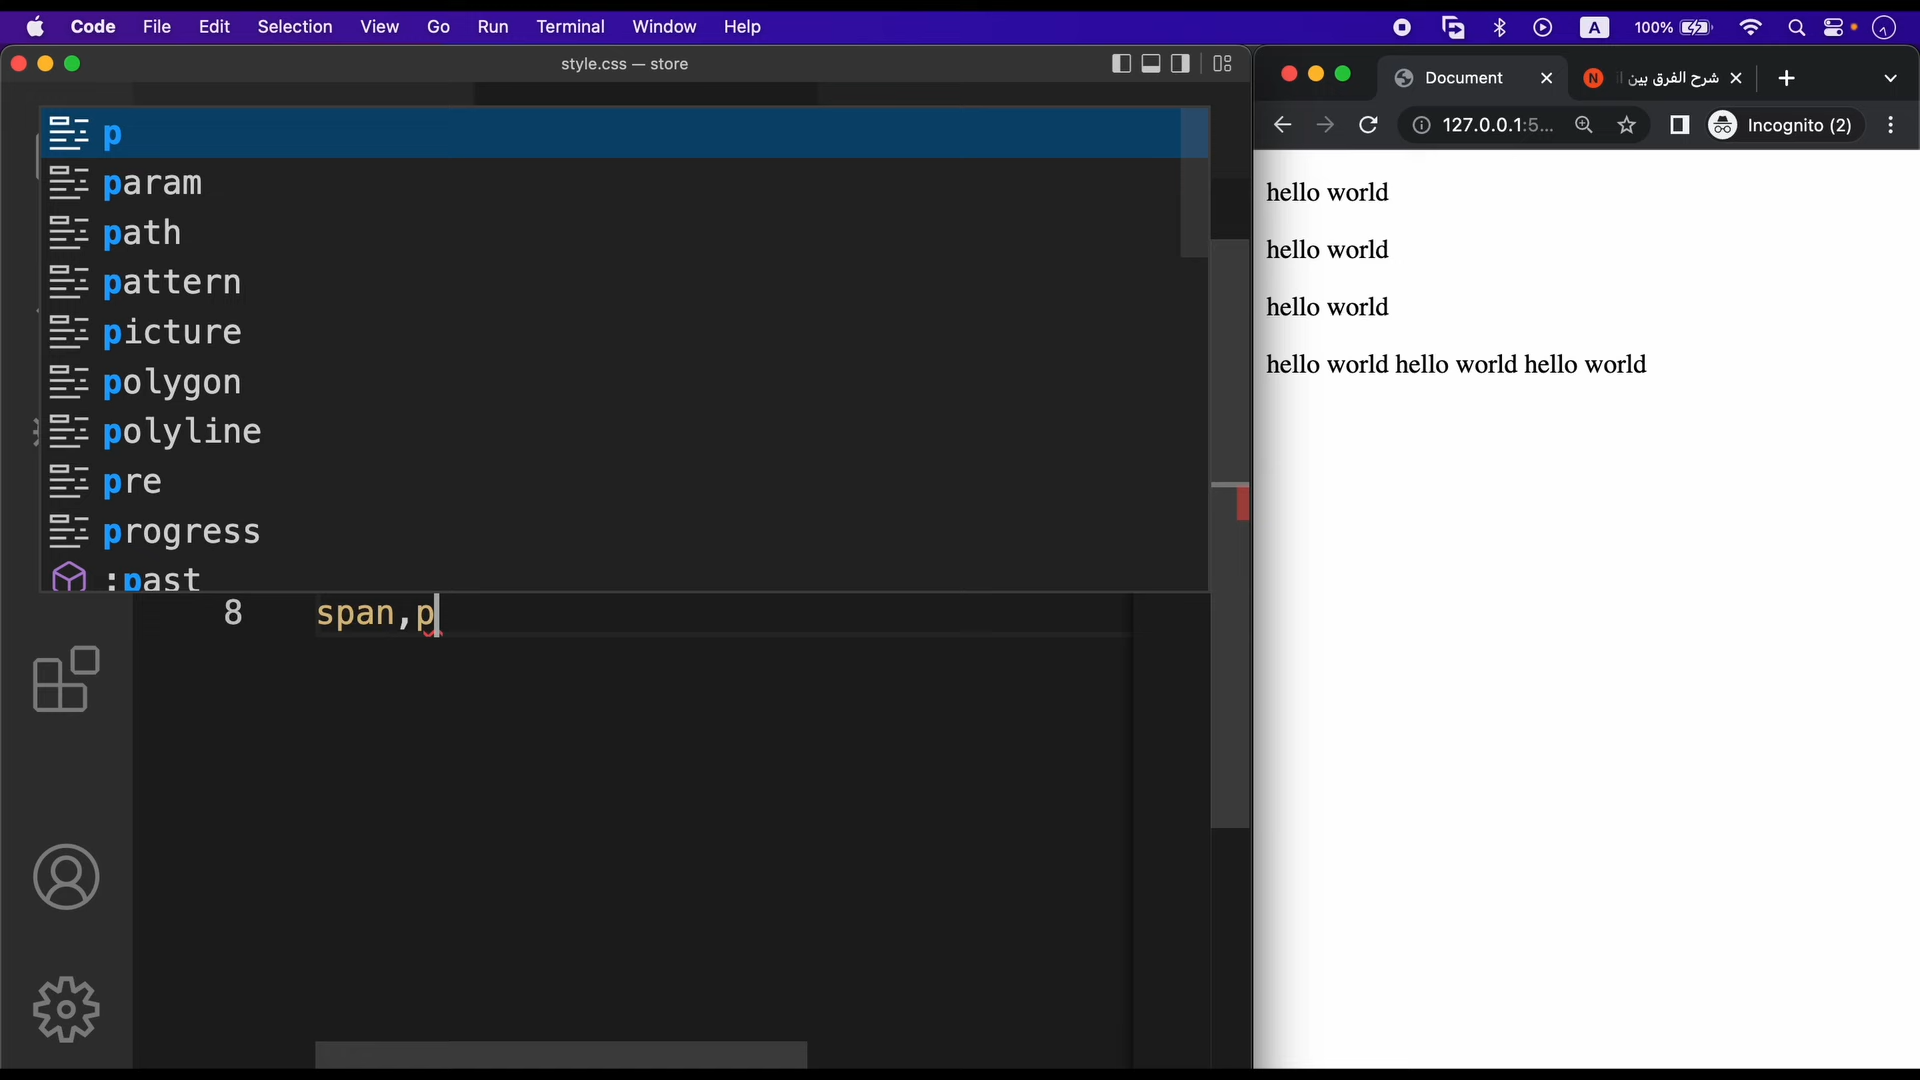 Code File Edit Selection View Go Run Terminal Window Help
A 100%
style.css — store
p
param
path
pattern
picture
polygon
polyline
pre
progress
:past
8 span,p
Document
N شرح الفرق بين
127.0.0.1:5...
Incognito (2)
hello world
hello world
hello world
hello world hello world hello world